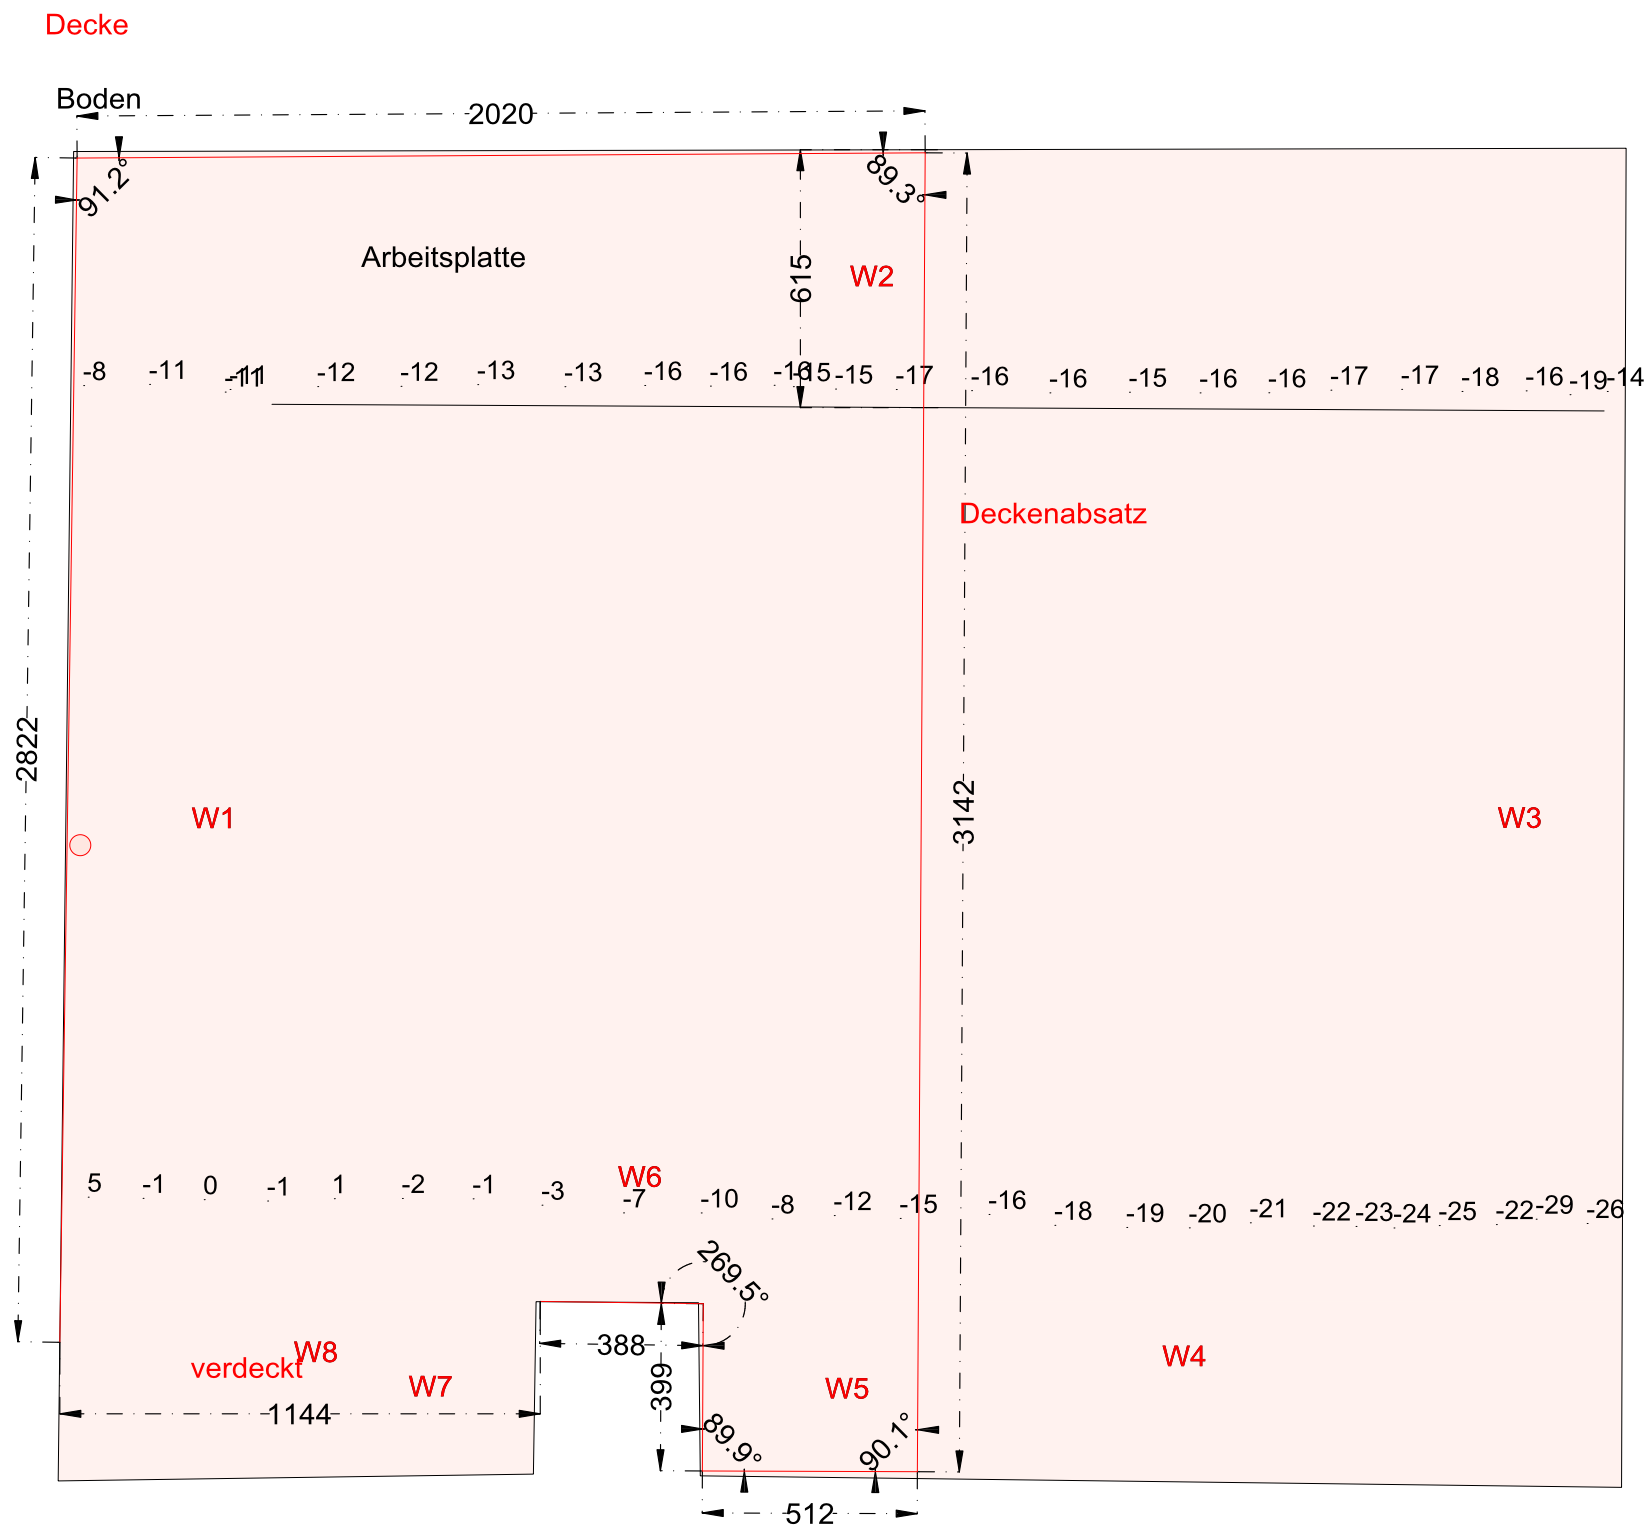 Decke
Boden
2020
91.2°
89.3°
Arbeitsplatte
615
W2
-8 -11 -11 -11 -12 -12 -13 -13 -16 -16 -16 -15 -15 -17 -16 -16 -15 -16 -16 -17 -17 -18 -16 -19 -14
Deckenabsatz
2822
3142
W1
W3
W6
5 -1 0 -1 1 -2 -1 -3 -7 -10 -8 -12 -15 -16 -18 -19 -20 -21 -22 -23 -24 -25 -22 -29 -26
269.5°
388
399
W8
verdeckt
W7
W5
W4
1144
89.9°
90.1°
512